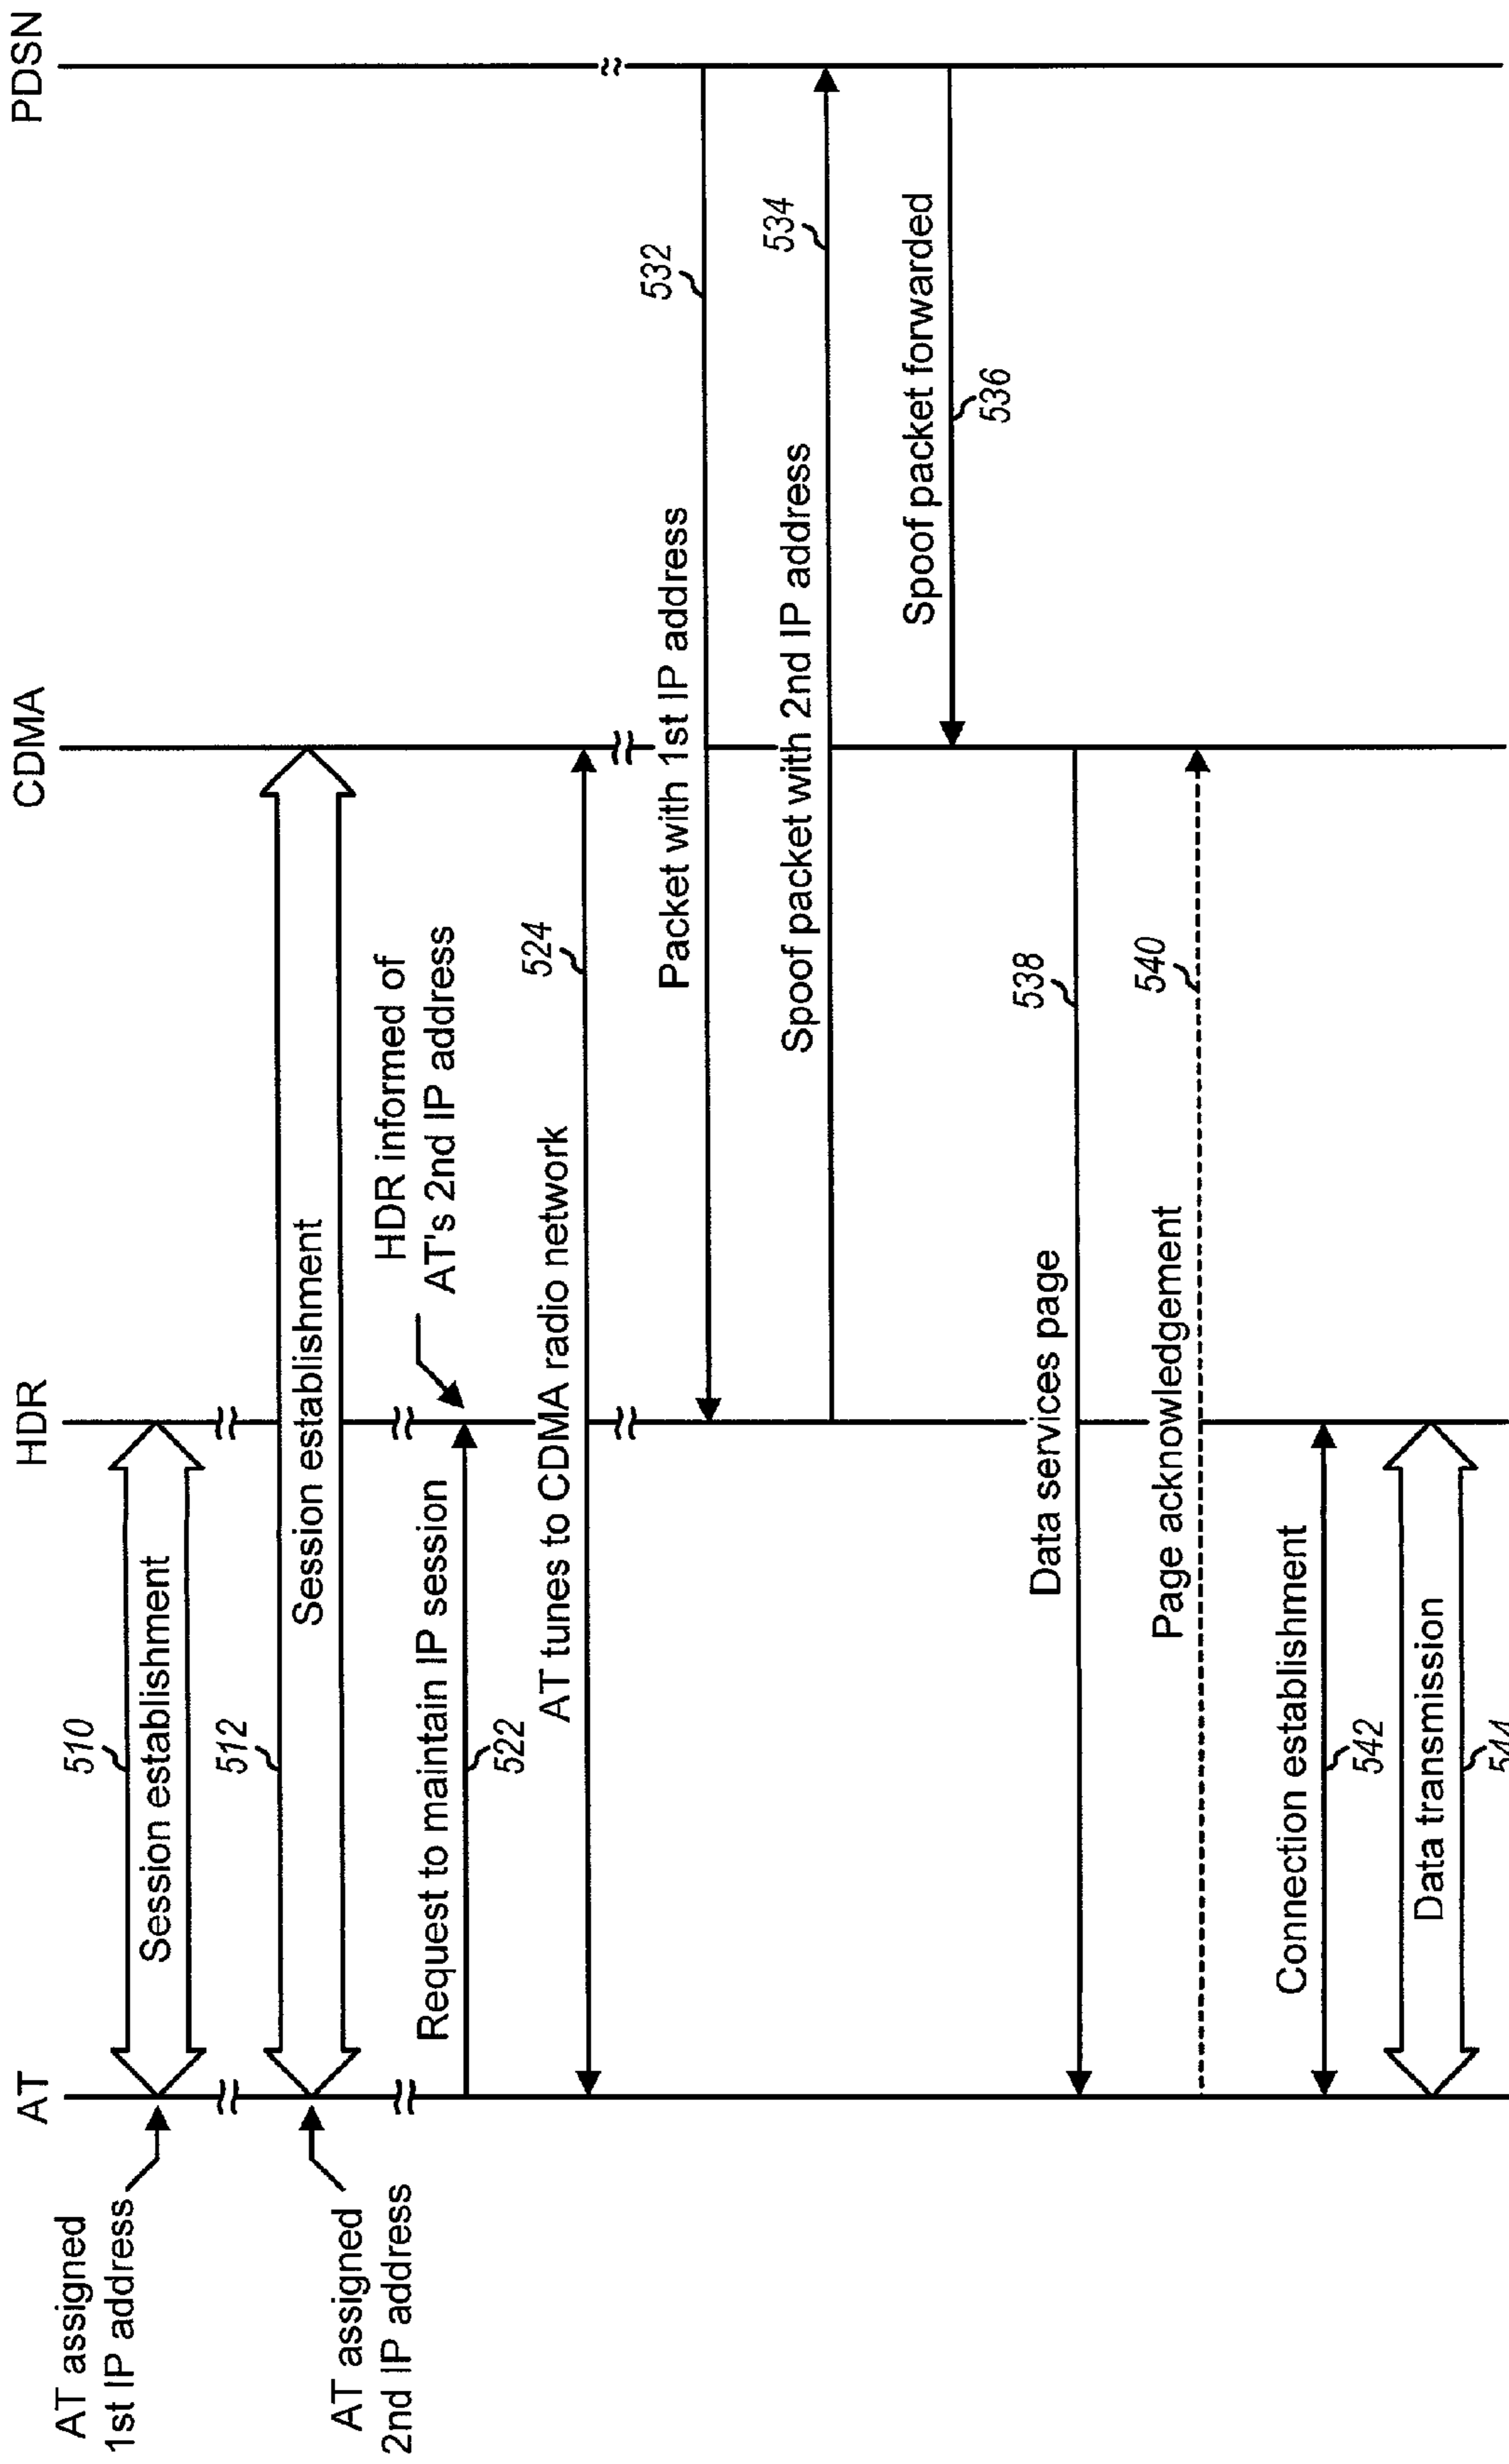 AT
HDR
CDMA
PDSN
AT assigned
1st IP address
510
Session establishment
AT assigned
2nd IP address
512
Session establishment
Request to maintain IP session
522
HDR informed of
AT's 2nd IP address
AT tunes to CDMA radio network
524
Packet with 1st IP address
532
Spoof packet with 2nd IP address
534
Spoof packet forwarded
536
Data services page
538
Page acknowledgement
540
Connection establishment
542
Data transmission
544